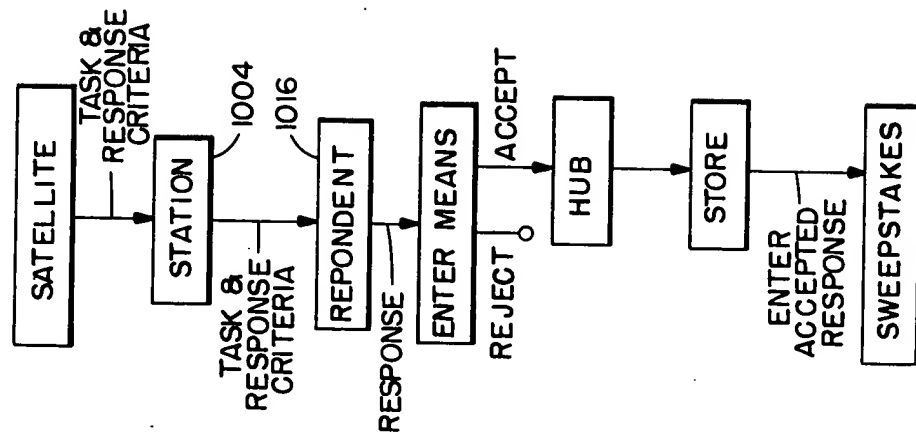 SATELLITE
TASK &
RESPONSE
CRITERIA
STATION
1004
TASK &
RESPONSE
CRITERIA
1016
REPONDENT
RESPONSE
ENTER MEANS
REJECT
ACCEPT
HUB
STORE
ENTER
ACCEPTED
RESPONSE
SWEEPSTAKES